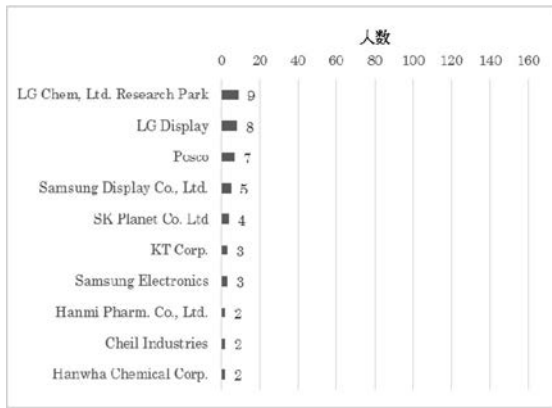 人数
0 20 40 60 80 100 120 140 160
LG Chem, Ltd. Research Park 9
LG Display 8
Posco 7
Samsung Display Co., Ltd. 5
SK Planet Co. Ltd 4
KT Corp. 3
Samsung Electronics 3
Hanmi Pharm. Co., Ltd. 2
Cheil Industries 2
Hanwha Chemical Corp. 2